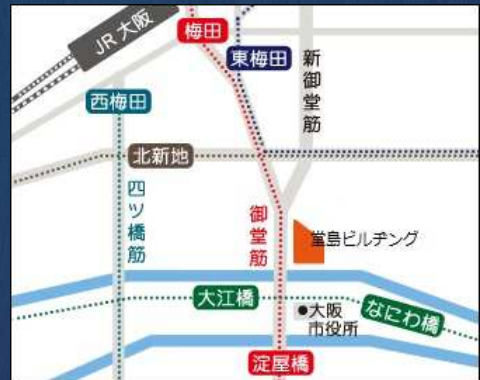 JR 大阪
梅田
東梅田
新御堂筋
西梅田
北新地
四ツ橋筋
御堂筋
堂島ビルヂング
大江橋
●大阪
市役所
なにわ橋
淀屋橋